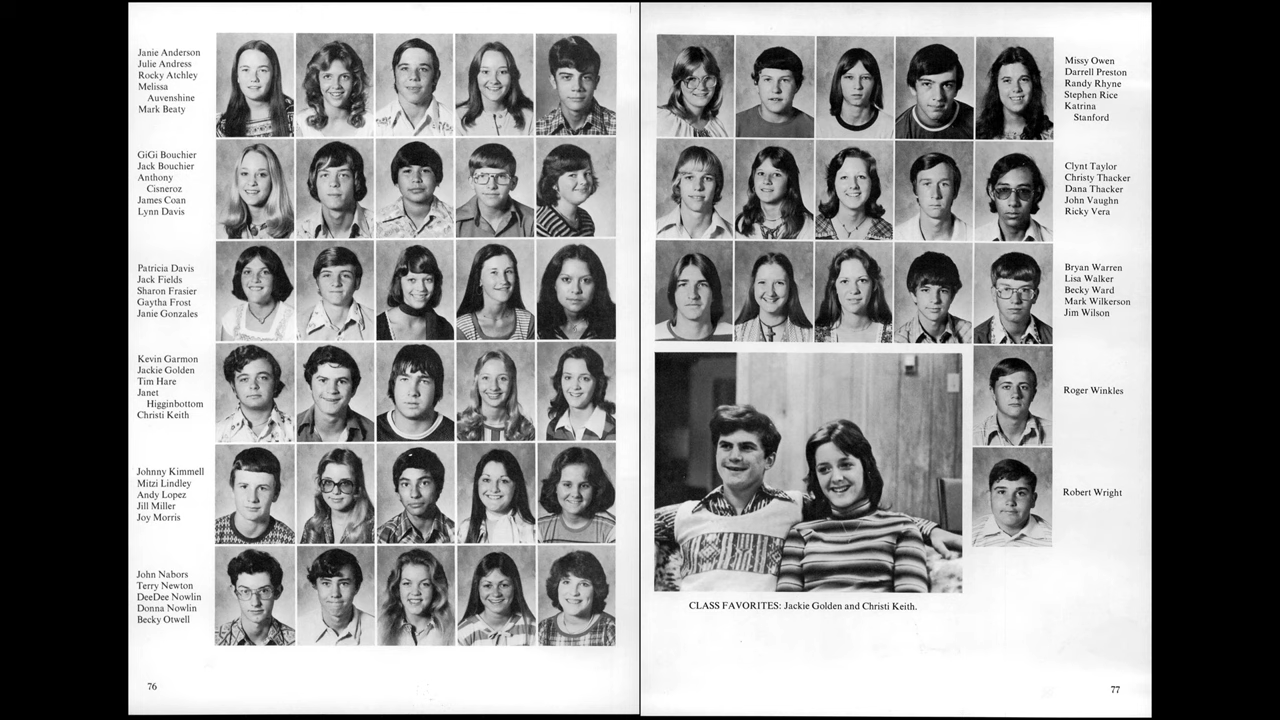 Janie Anderson
Julie Andress
Rocky Atchley
Melissa
Auvenshine
Mark Beaty
GiGi Bouchier
Jack Bouchier
Anthony
Cisneroz
James Coan
Lynn Davis
Patricia Davis
Jack Fields
Sharon Frasier
Gaytha Frost
Janie Gonzales
Kevin Garmon
Jackie Golden
Tim Hare
Janet
Higginbottom
Christi Keith
Johnny Kimmell
Mitzi Lindley
Andy Lopez
Jill Miller
Joy Morris
John Nabors
Terry Newton
DeeDee Nowlin
Donna Nowlin
Becky Otwell
76
Missy Owen
Darrell Preston
Randy Rhyne
Stephen Rice
Katrina
Stanford
Clynt Taylor
Christy Thacker
Dana Thacker
John Vaughn
Ricky Vera
Bryan Warren
Lisa Walker
Becky Ward
Mark Wilkerson
Jim Wilson
Roger Winkles
Robert Wright
CLASS FAVORITES: Jackie Golden and Christi Keith.
77